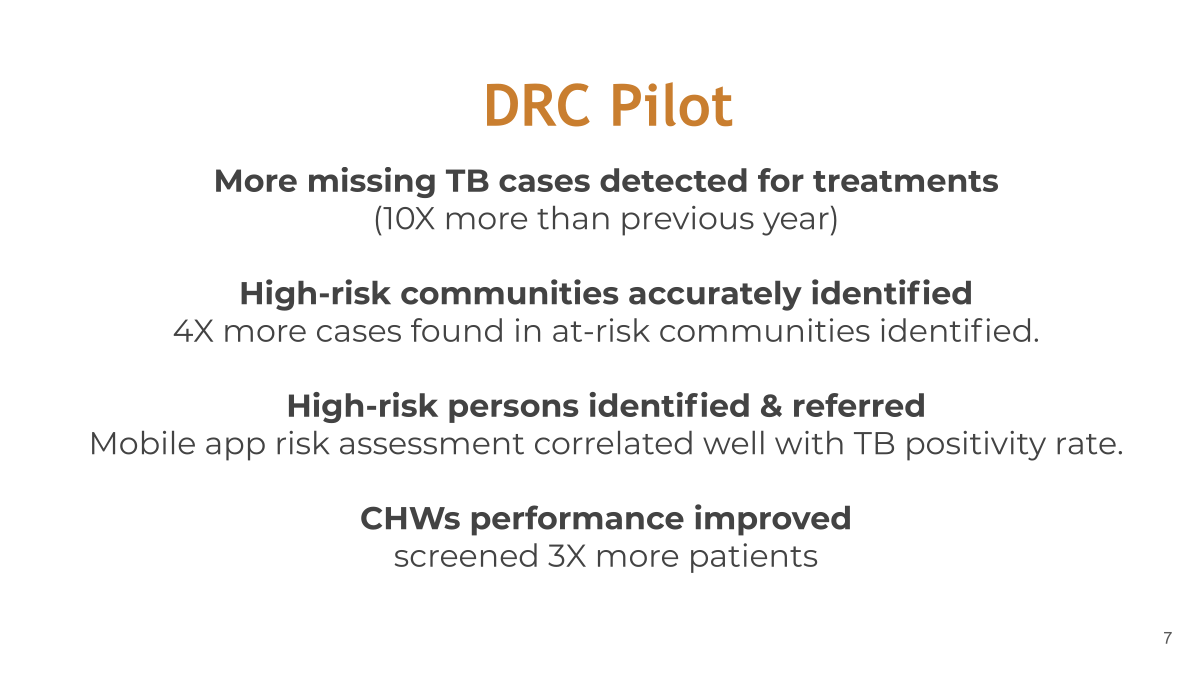 DRC Pilot
More missing TB cases detected for treatments
(10X more than previous year)
High-risk communities accurately identified
4X more cases found in at-risk communities identified.
High-risk persons identified & referred
Mobile app risk assessment correlated well with TB positivity rate.
CHWs performance improved
screened 3X more patients
7